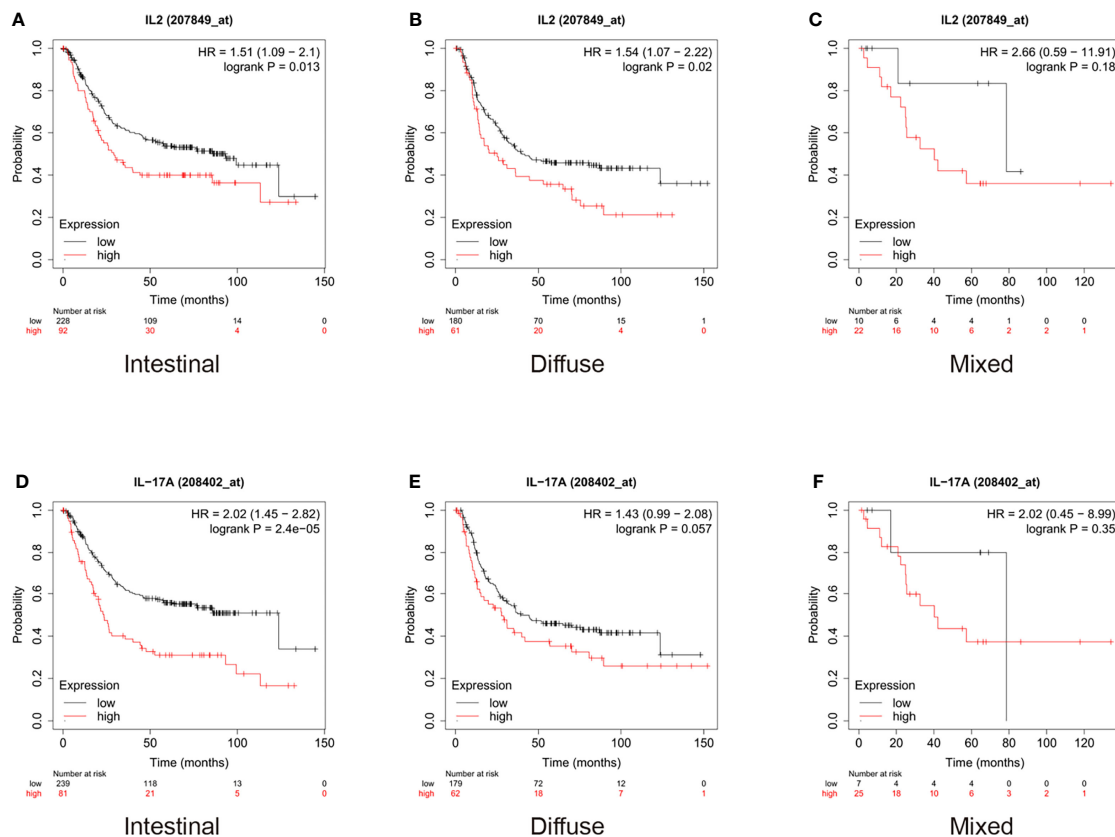 A
IL2 (207849_at)
HR = 1.51 (1.09 − 2.1)
logrank P = 0.013
Probability
1.0
0.8
0.6
0.4
0.2
0.0
Expression
low
high
0 50 100 150
Time (months)
Number at risk
low 228 109 14 0
high 92 30 4 0
Intestinal
B
IL2 (207849_at)
HR = 1.54 (1.07 − 2.22)
logrank P = 0.02
Probability
1.0
0.8
0.6
0.4
0.2
0.0
Expression
low
high
0 50 100 150
Time (months)
Number at risk
low 180 70 15 1
high 61 20 4 0
Diffuse
C
IL2 (207849_at)
HR = 2.66 (0.59 − 11.91)
logrank P = 0.18
Probability
1.0
0.8
0.6
0.4
0.2
0.0
Expression
low
high
0 20 40 60 80 100 120
Time (months)
Number at risk
low 10 6 4 4 1 0 0
high 22 16 10 6 2 2 1
Mixed
D
IL−17A (208402_at)
HR = 2.02 (1.45 − 2.82)
logrank P = 2.4e−05
Probability
1.0
0.8
0.6
0.4
0.2
0.0
Expression
low
high
0 50 100 150
Time (months)
Number at risk
low 239 118 13 0
high 81 21 5 0
Intestinal
E
IL−17A (208402_at)
HR = 1.43 (0.99 − 2.08)
logrank P = 0.057
Probability
1.0
0.8
0.6
0.4
0.2
0.0
Expression
low
high
0 50 100 150
Time (months)
Number at risk
low 179 72 12 0
high 62 18 7 1
Diffuse
F
IL−17A (208402_at)
HR = 2.02 (0.45 − 8.99)
logrank P = 0.35
Probability
1.0
0.8
0.6
0.4
0.2
0.0
Expression
low
high
0 20 40 60 80 100 120
Time (months)
Number at risk
low 7 4 4 4 0 0 0
high 25 18 10 6 3 2 1
Mixed